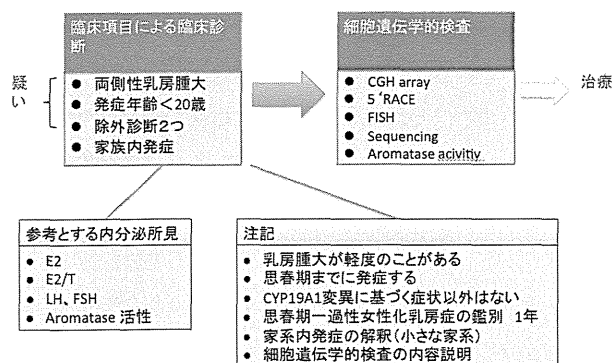 臨床項目による臨床診
断
疑
い
● 両側性乳房腫大
● 発症年齢＜20歳
● 除外診断２つ
● 家族内発症
細胞遺伝学的検査
● CGH array
● 5 ‘RACE
● FISH
● Sequencing
● Aromatase acivitiy
治療
参考とする内分泌所見
● E2
● E2/T
● LH、FSH
● Aromatase 活性
注記
● 乳房腫大が軽度のことがある
● 思春期までに発症する
● CYP19A1変異に基づく症状以外はない
● 思春期一過性女性化乳房症の鑑別 1年
● 家系内発症の解釈（小さな家系）
● 細胞遺伝学的検査の内容説明